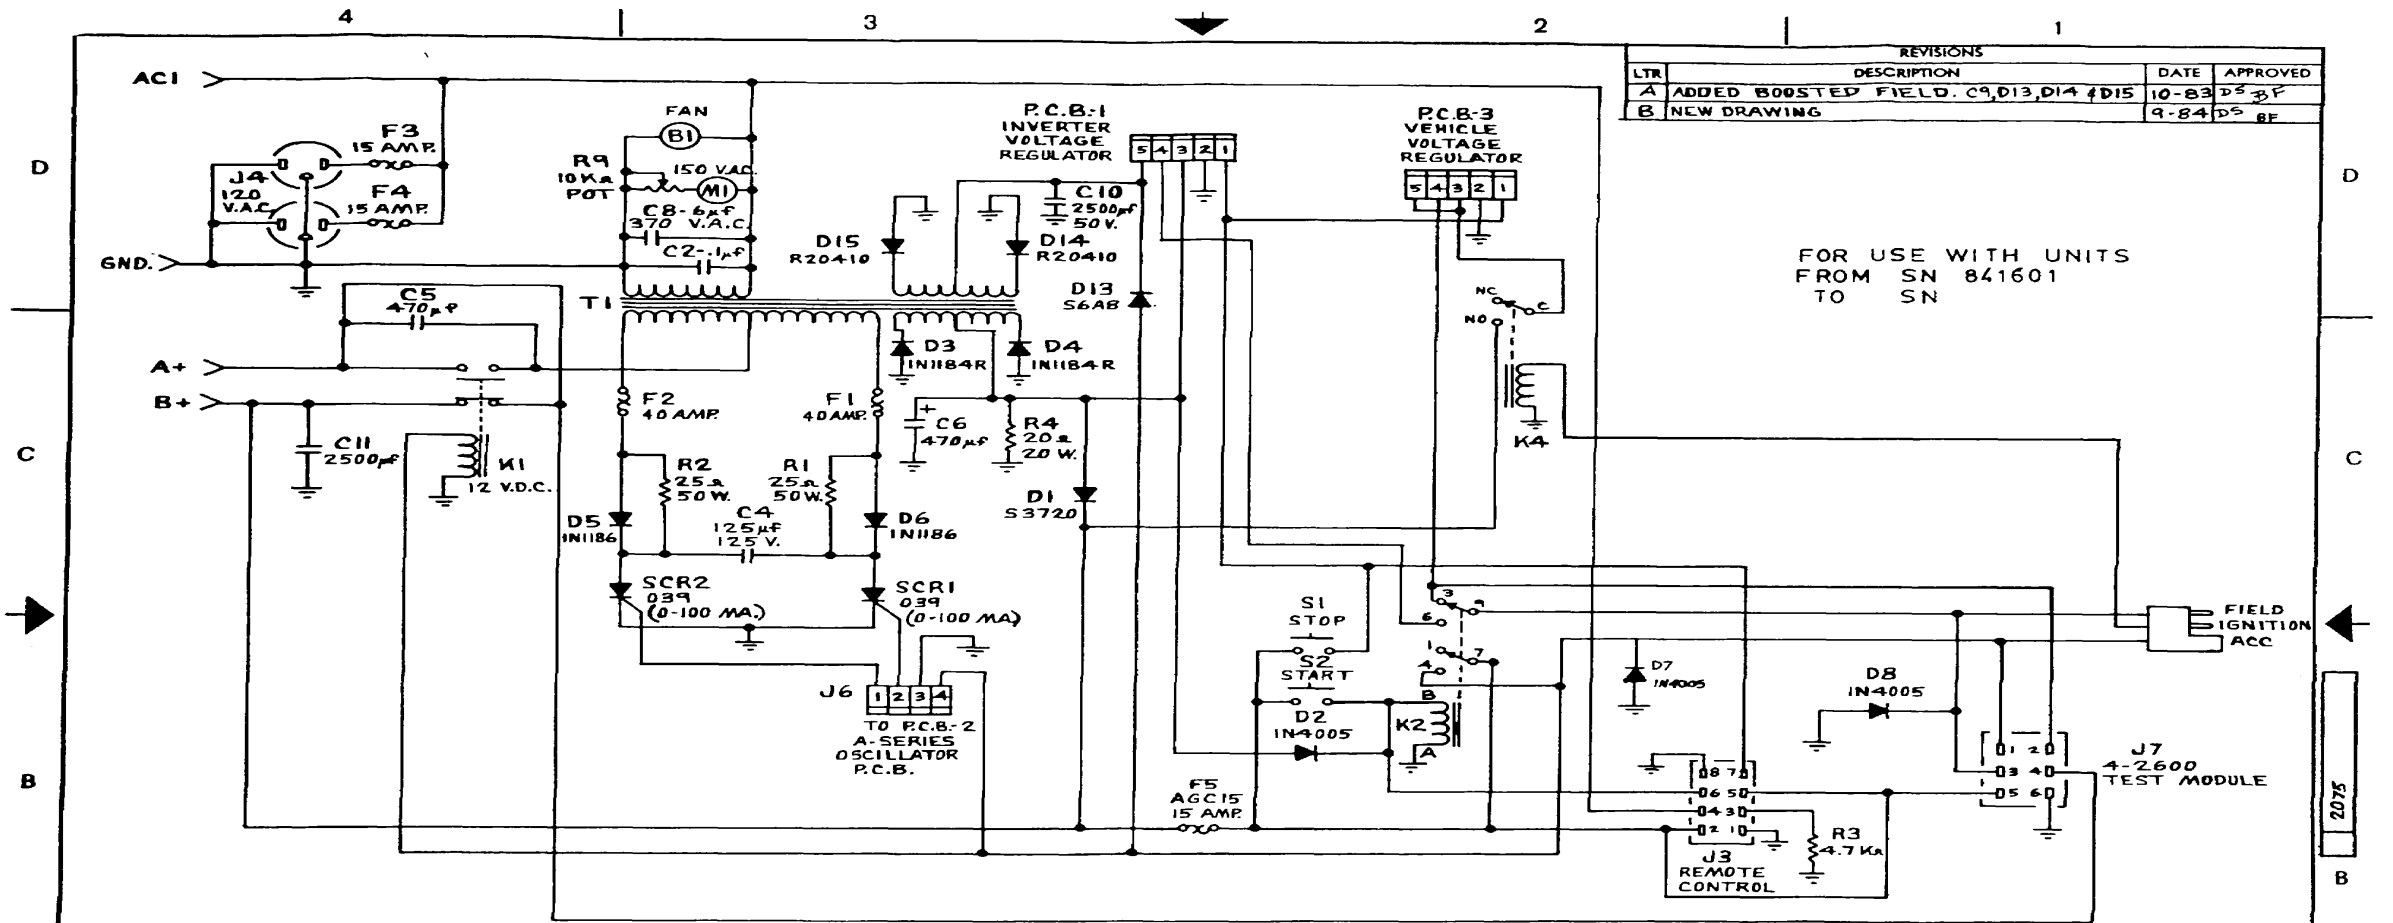 4
3
2
1
REVISIONS
LTR DESCRIPTION DATE APPROVED
A ADDED BOOSTED FIELD. C9,D13,D14 &D15 10-83 DS BF
B NEW DRAWING 9-84 DS BF
D
D
C
C
B
B
2075
FOR USE WITH UNITS
FROM SN 841601
TO SN
AC1
GND.
A+
B+
F3
15 AMP.
F4
15 AMP.
J4
120
V.A.C.
C5
470µf
C11
2500µf
K1
12 V.D.C.
FAN
B1
R9
10KΩ
POT
150 V.AC.
M1
C8-6µf
370 V.A.C.
C2-.1µf
T1
D15
R20410
D14
R20410
C10
2500µf
50V.
D13
S6A8
D3
1N1184R
D4
1N1184R
F2
40 AMP.
F1
40 AMP.
C6
+
470µf
R4
20Ω
20 W.
R2
25Ω
50W.
R1
25Ω
50W.
C4
125µf
125 V.
D5
1N1186
D6
1N1186
D1
S3720
SCR2
039
(0-100 MA.)
SCR1
039
(0-100 MA)
J6
1 2 3 4
TO P.C.B.-2
A-SERIES
OSCILLATOR
P.C.B.
P.C.B-1
INVERTER
VOLTAGE
REGULATOR
5 4 3 2 1
P.C.B-3
VEHICLE
VOLTAGE
REGULATOR
5 4 3 2 1
NC
C
NO
K4
S1
STOP
S2
START
D2
1N4005
3
9
6
1
7
4
B
K2
A
F5
AGC15
15 AMP.
D7
1N4005
D8
1N4005
FIELD
IGNITION
ACC
8 7
6 5
4 3
2 1
J3
REMOTE
CONTROL
R3
4.7KΩ
1 2
3 4
5 6
J7
4-2600
TEST MODULE